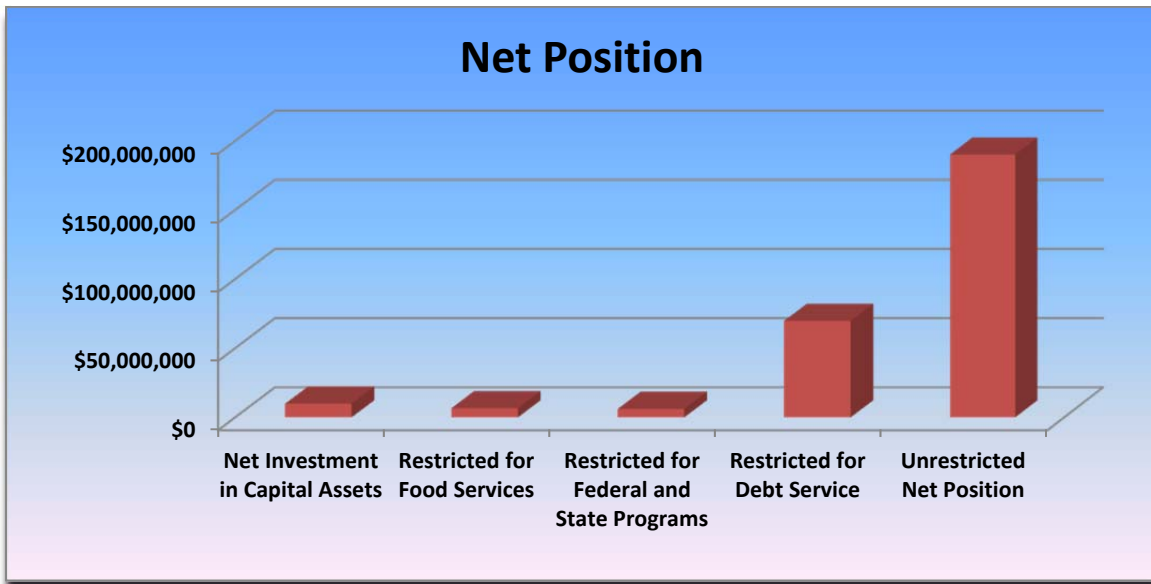 Net Position
$200,000,000
$150,000,000
$100,000,000
$50,000,000
$0
Net Investment
in Capital Assets
Restricted for
Food Services
Restricted for
Federal and
State Programs
Restricted for
Debt Service
Unrestricted
Net Position